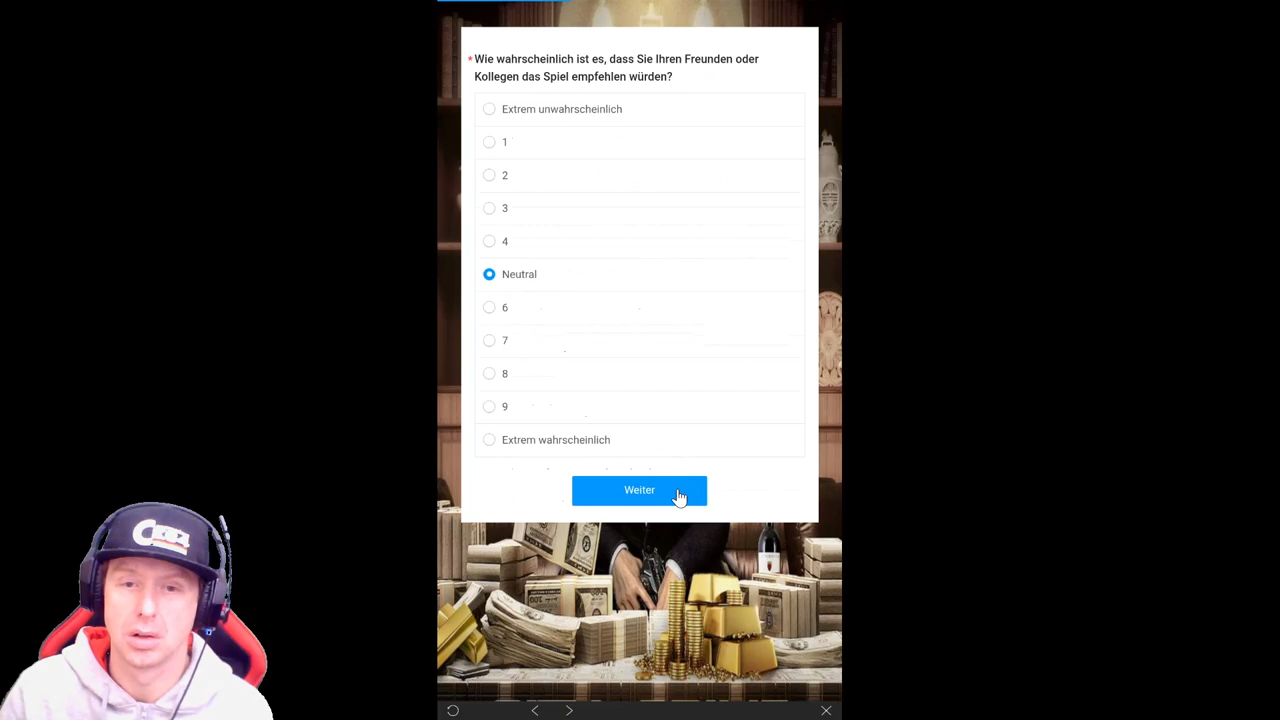 * Wie wahrscheinlich ist es, dass Sie Ihren Freunden oder
Kollegen das Spiel empfehlen würden?
Extrem unwahrscheinlich
1
2
3
4
Neutral
6
7
8
9
Extrem wahrscheinlich
Weiter